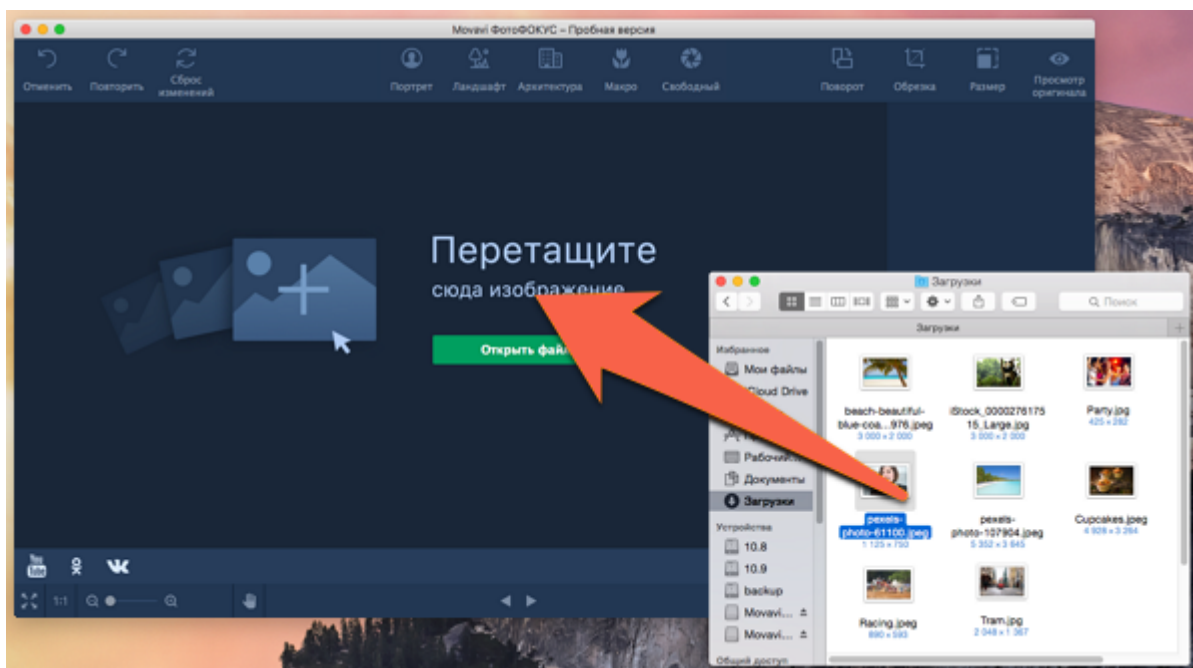 Movavi ФотоФОКУС – Пробная версия
Отменить
Повторить
Сброс
изменений
Портрет
Ландшафт
Архитектура
Макро
Свободный
Поворот
Обрезка
Размер
Просмотр
оригинала
Перетащите
сюда изображение
Открыть файл
You
Tube
1:1
Загрузки
Поиск
Загрузки
Избранное
Мои файлы
Cloud Drive
Рабочий
Документы
Загрузки
Устройства
10.8
10.9
backup
Movavi...
Movavi...
Общий доступ
beach-beautiful-
blue-coa...976.jpeg
3 000 × 2 000
iStock_0000276175
15_Large.jpg
3 000 × 2 000
Party.jpg
425 × 282
pexels-
photo-61100.jpeg
1 125 × 750
pexels-
photo-107904.jpeg
5 352 × 3 645
Cupcakes.jpeg
4 928 × 3 264
Racing.jpeg
890 × 593
Tram.jpg
2 048 × 1 367